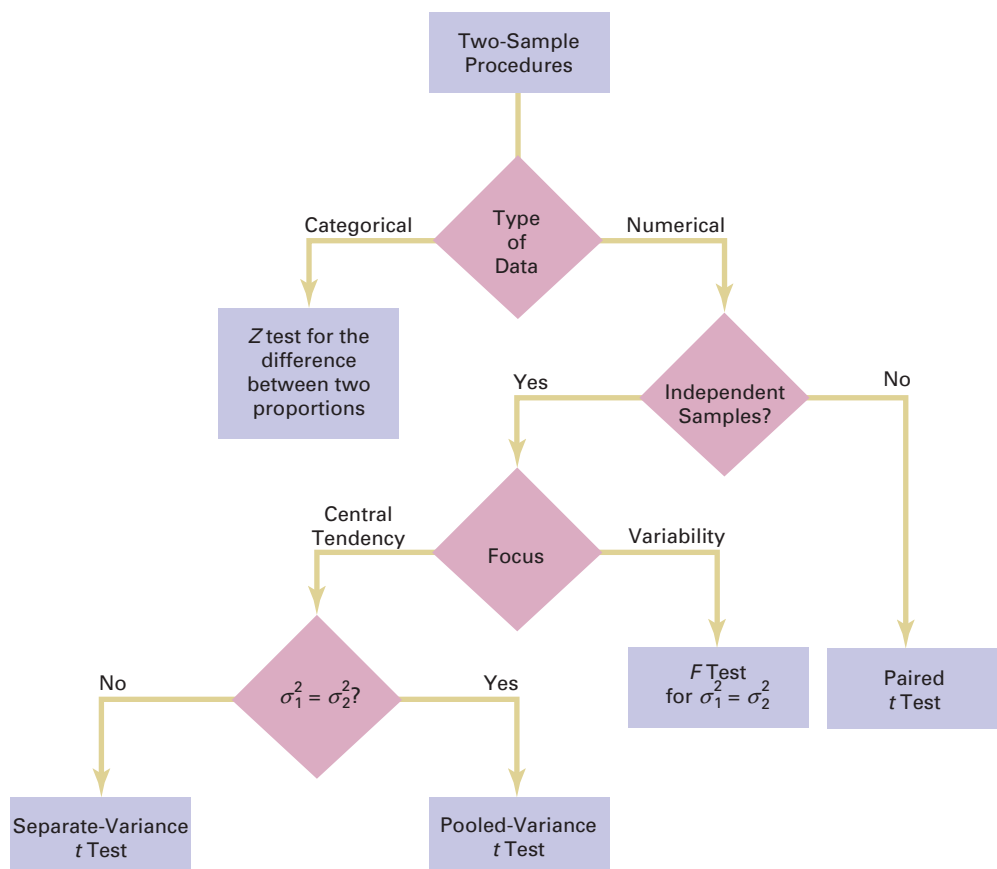 Two-Sample
Procedures
Categorical
Type
of
Data
Numerical
Z test for the
difference
between two
proportions
Yes
Independent
Samples?
No
Central
Tendency
Focus
Variability
No
σ₁² = σ₂²?
Yes
F Test
for σ₁² = σ₂²
Paired
t Test
Separate-Variance
t Test
Pooled-Variance
t Test